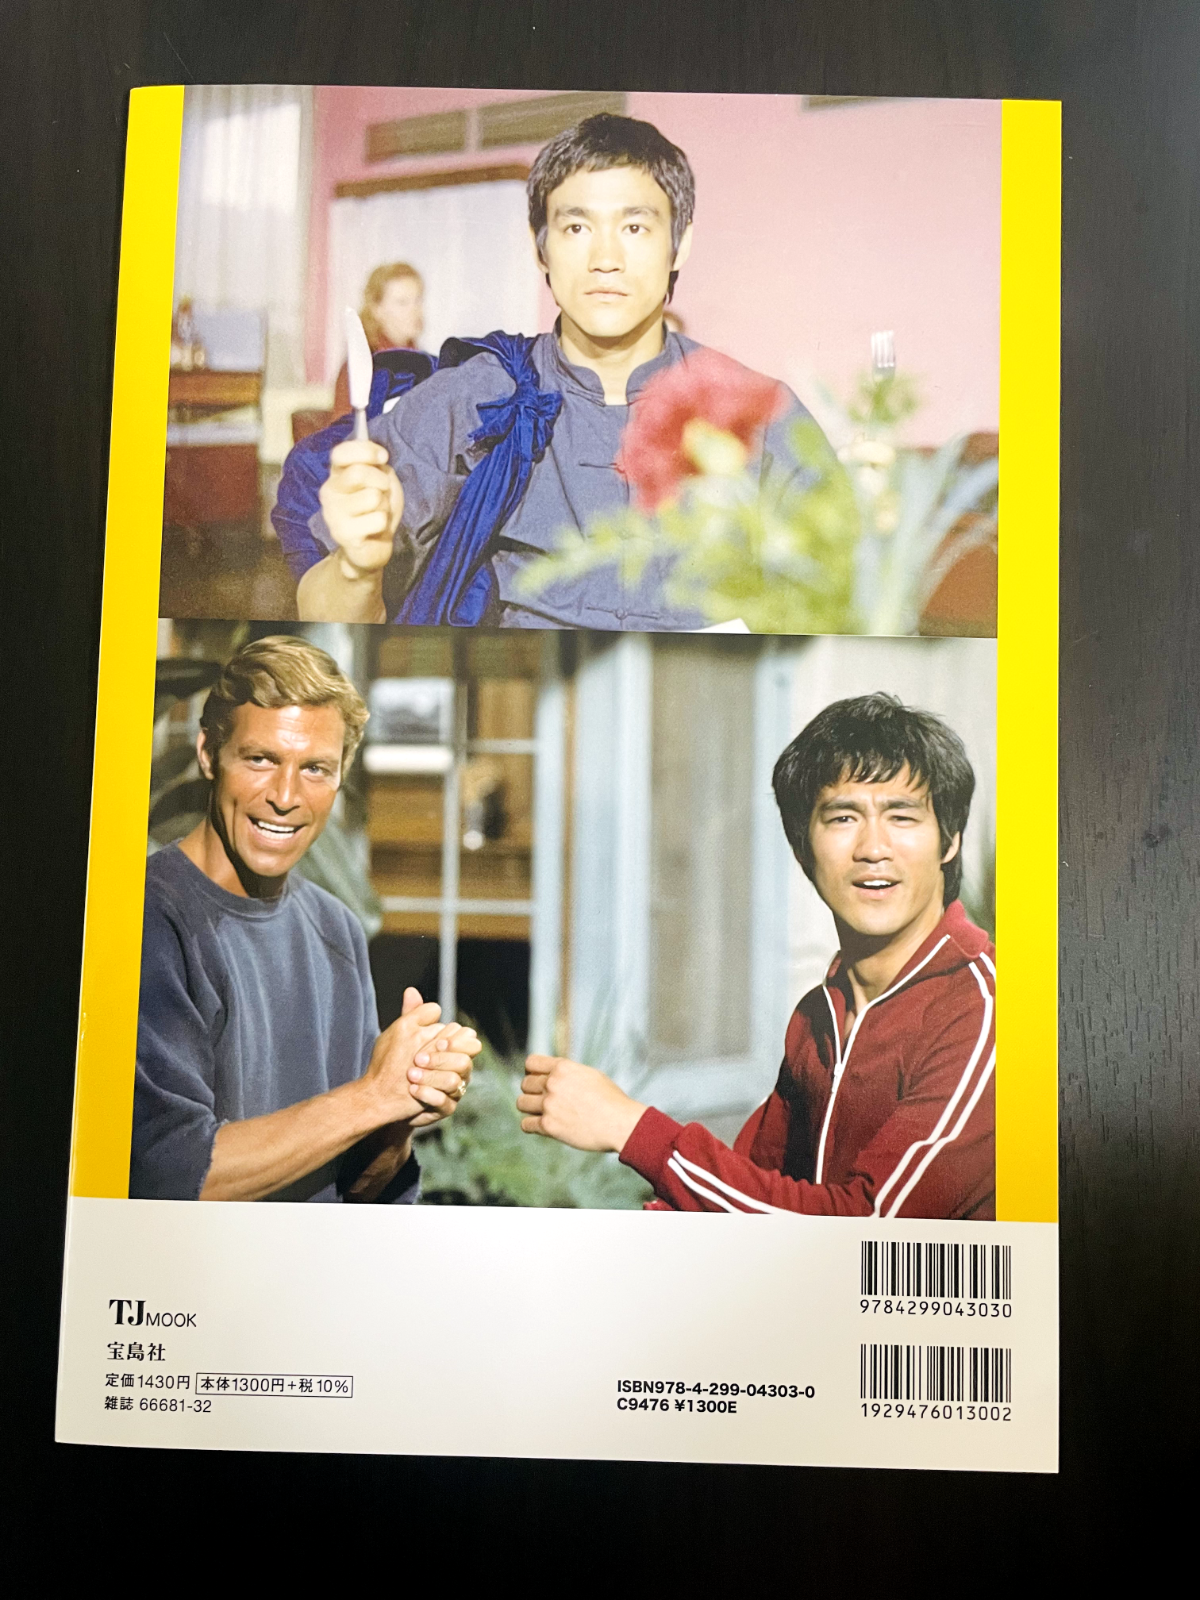 TJ MOOK
宝島社
定価1430円 本体1300円+税10%
雑誌 66681-32
ISBN978-4-299-04303-0
C9476 ¥1300E
9784299043030
1929476013002